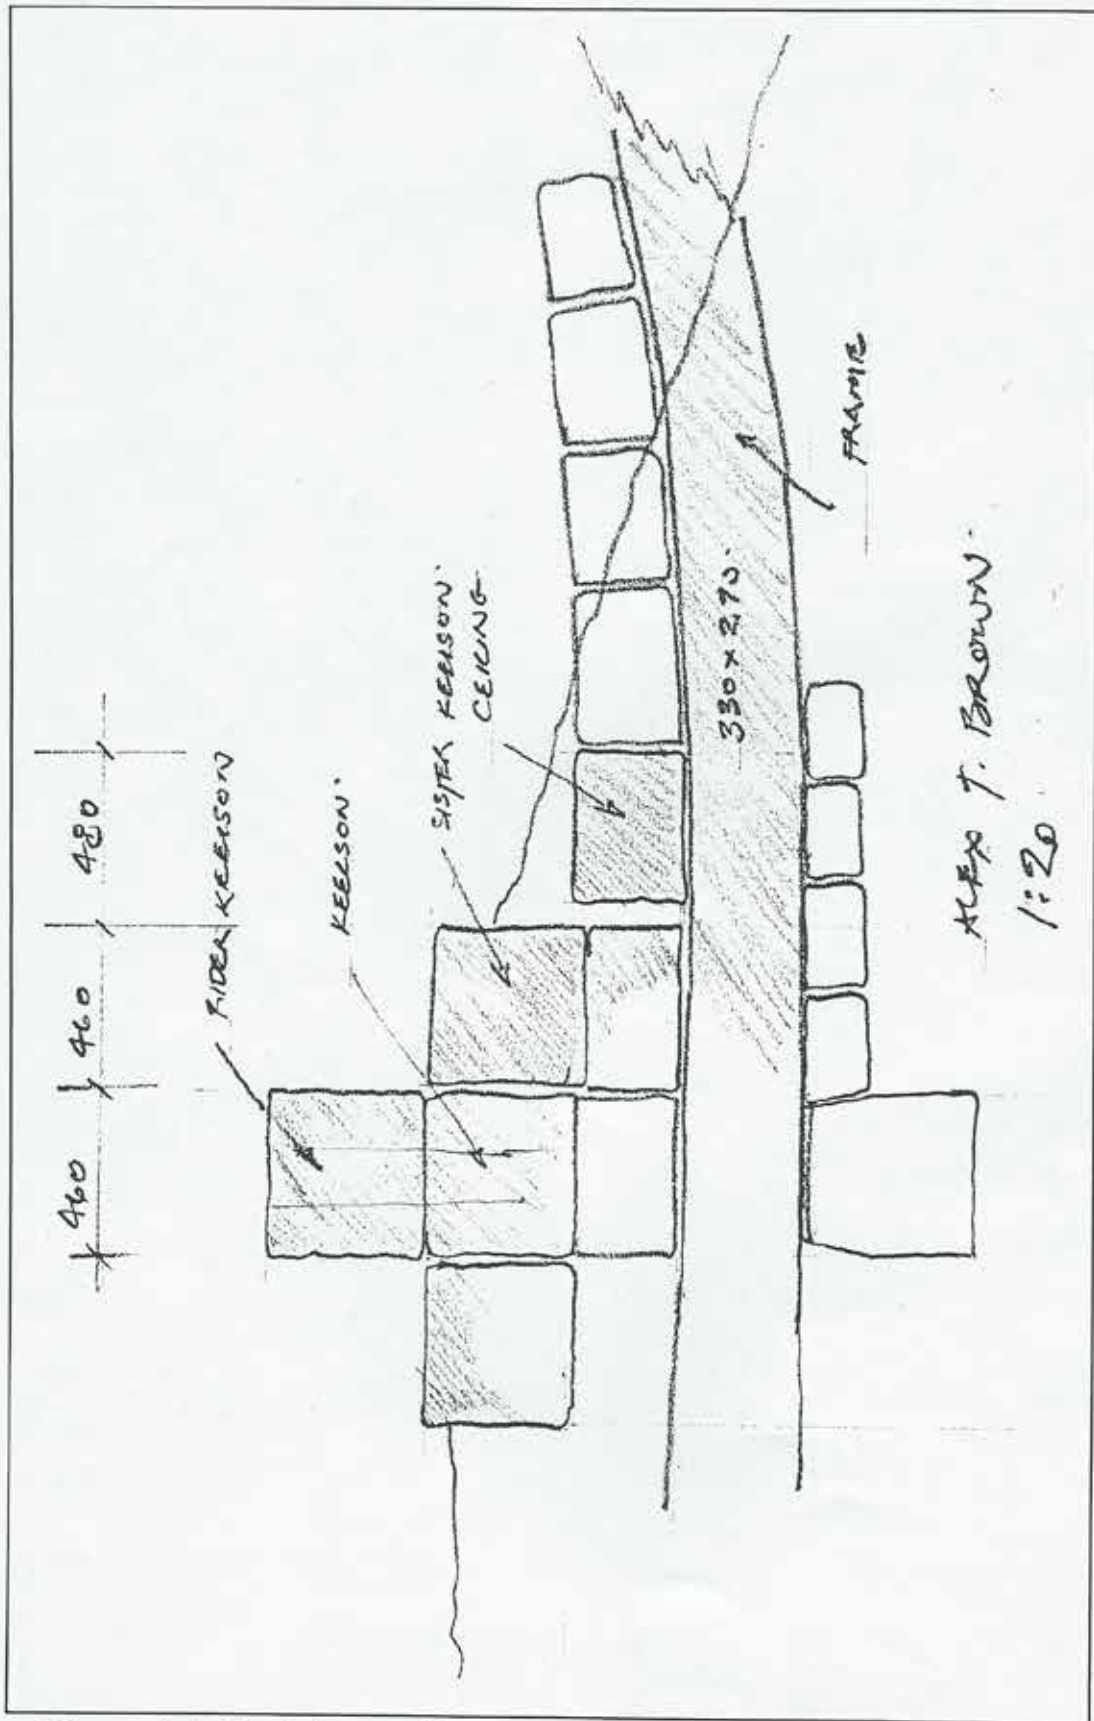 460 460 480
RIDER KEELSON
KEELSON
SISTER KEELSON
CEILING
330 x 270
FRAME
ALEX T. BROWN
1:20